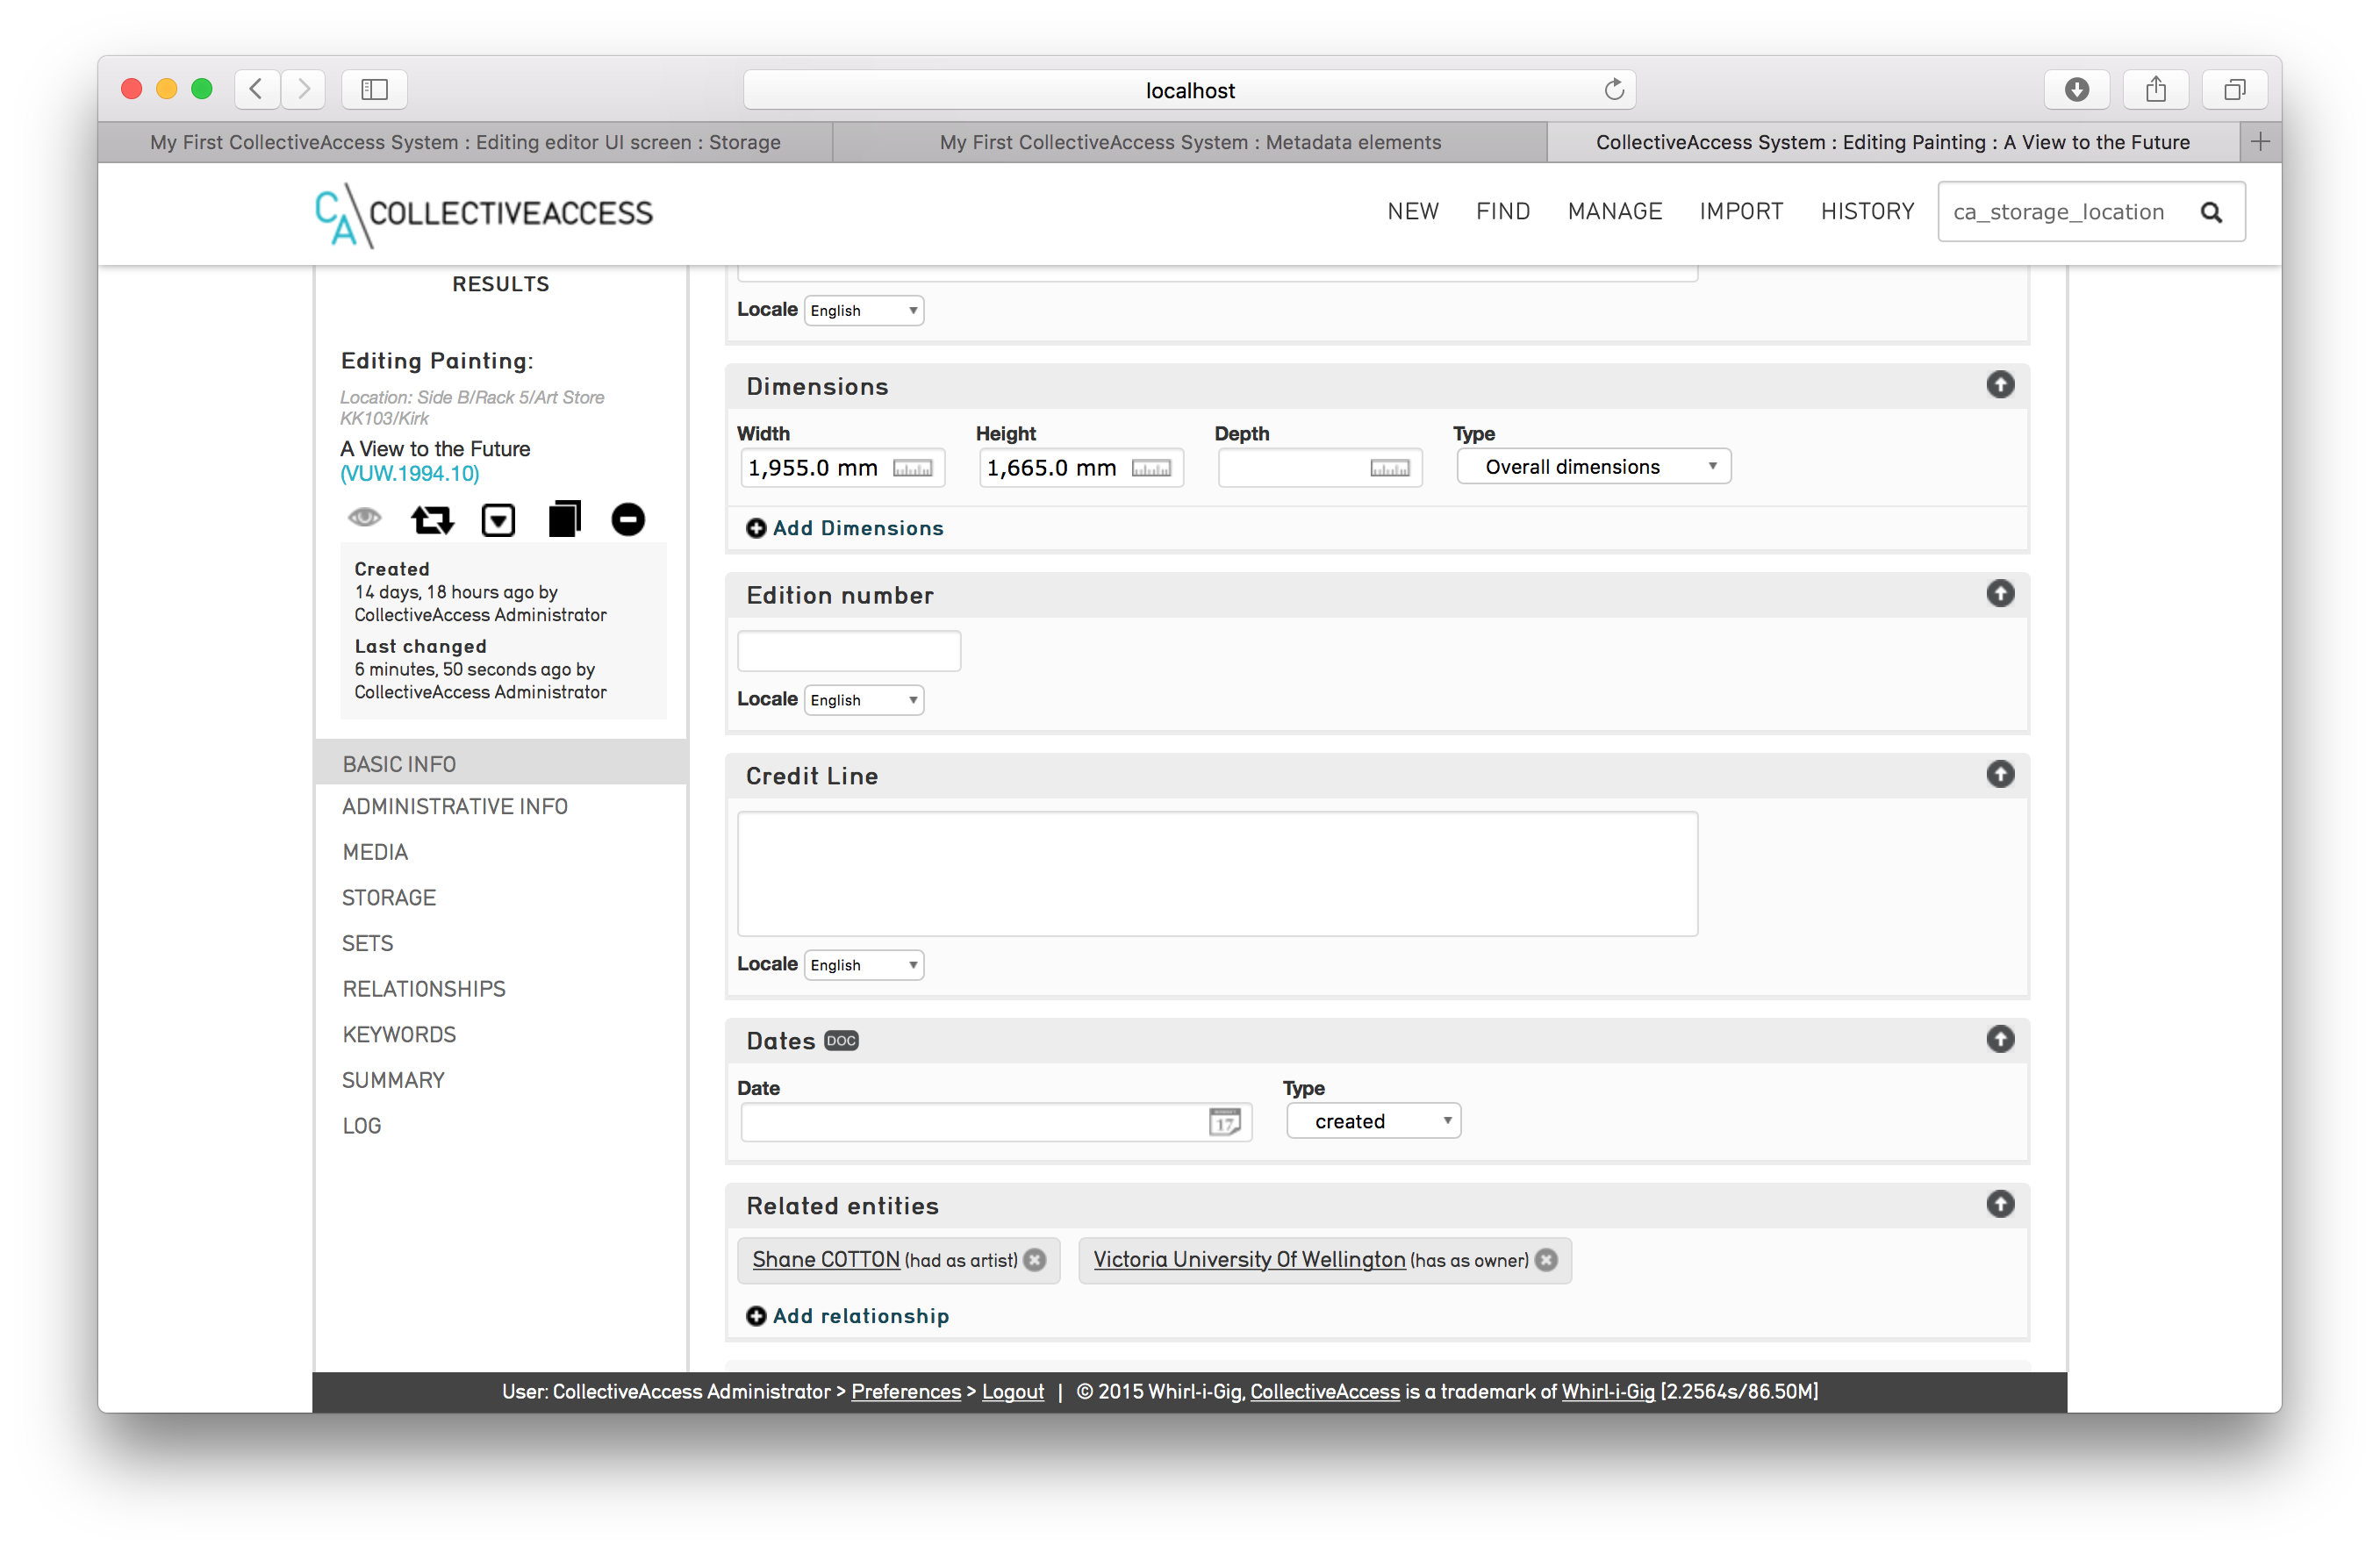 localhost
My First CollectiveAccess System : Editing editor UI screen : Storage
My First CollectiveAccess System : Metadata elements
CollectiveAccess System : Editing Painting : A View to the Future
CA COLLECTIVEACCESS
NEW FIND MANAGE IMPORT HISTORY ca_storage_location
RESULTS
Editing Painting:
Location: Side B/Rack 5/Art Store
KK103/Kirk
A View to the Future
(VUW.1994.10)
Created
14 days, 18 hours ago by
CollectiveAccess Administrator
Last changed
6 minutes, 50 seconds ago by
CollectiveAccess Administrator
BASIC INFO
ADMINISTRATIVE INFO
MEDIA
STORAGE
SETS
RELATIONSHIPS
KEYWORDS
SUMMARY
LOG
Locale English
Dimensions
Width Height Depth Type
1,955.0 mm 1,665.0 mm Overall dimensions
Add Dimensions
Edition number
Locale English
Credit Line
Locale English
Dates DOC
Date Type
17 created
Related entities
Shane COTTON (had as artist) Victoria University Of Wellington (has as owner)
Add relationship
User: CollectiveAccess Administrator > Preferences > Logout | © 2015 Whirl-i-Gig, CollectiveAccess is a trademark of Whirl-i-Gig [2.2564s/86.50M]